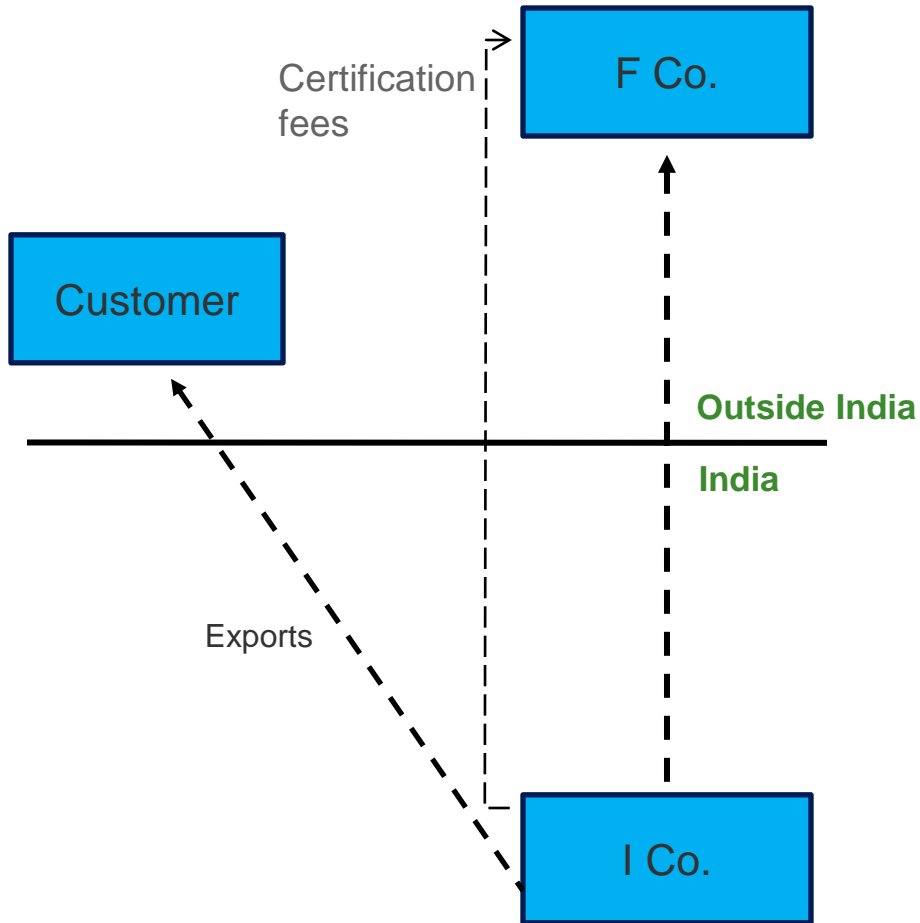 F Co.
Certification
fees
Customer
Outside India
India
Exports
I Co.